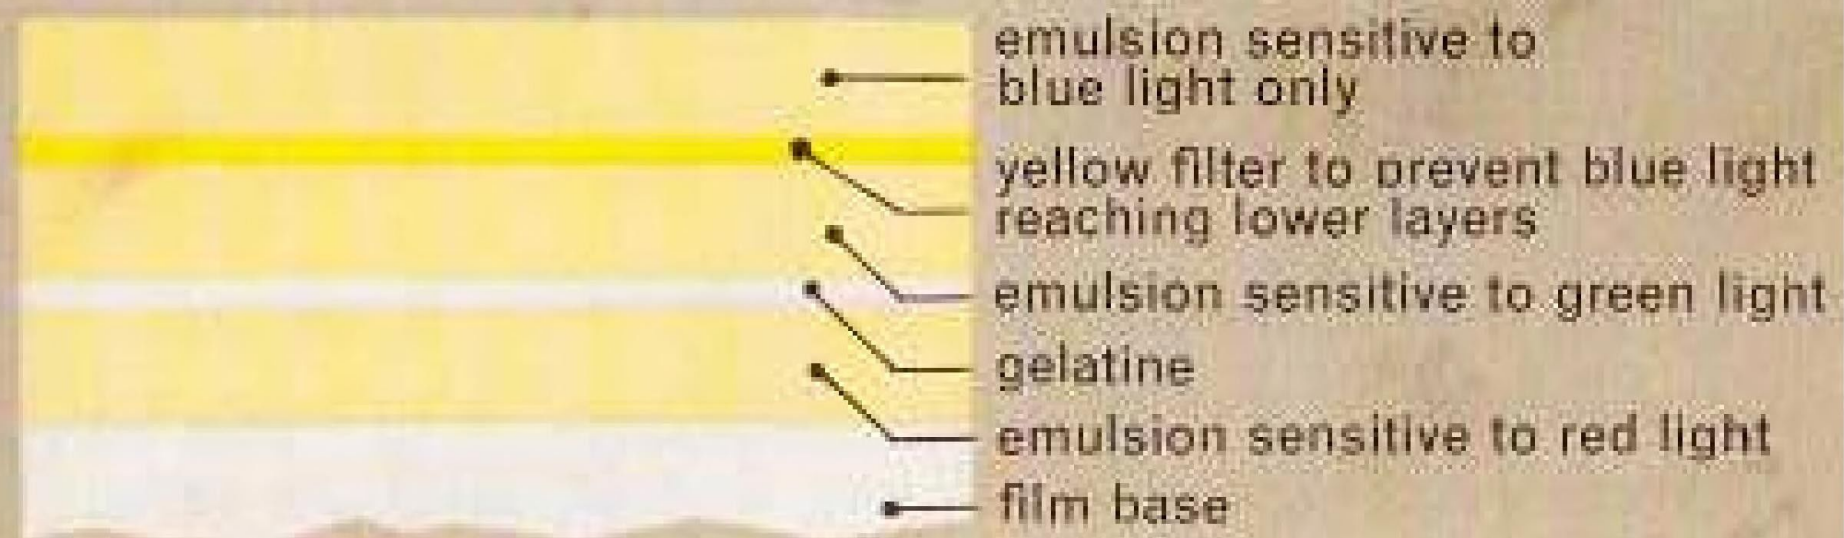 emulsion sensitive to
blue light only
yellow filter to prevent blue light
reaching lower layers
emulsion sensitive to green light
gelatine
emulsion sensitive to red light
film base